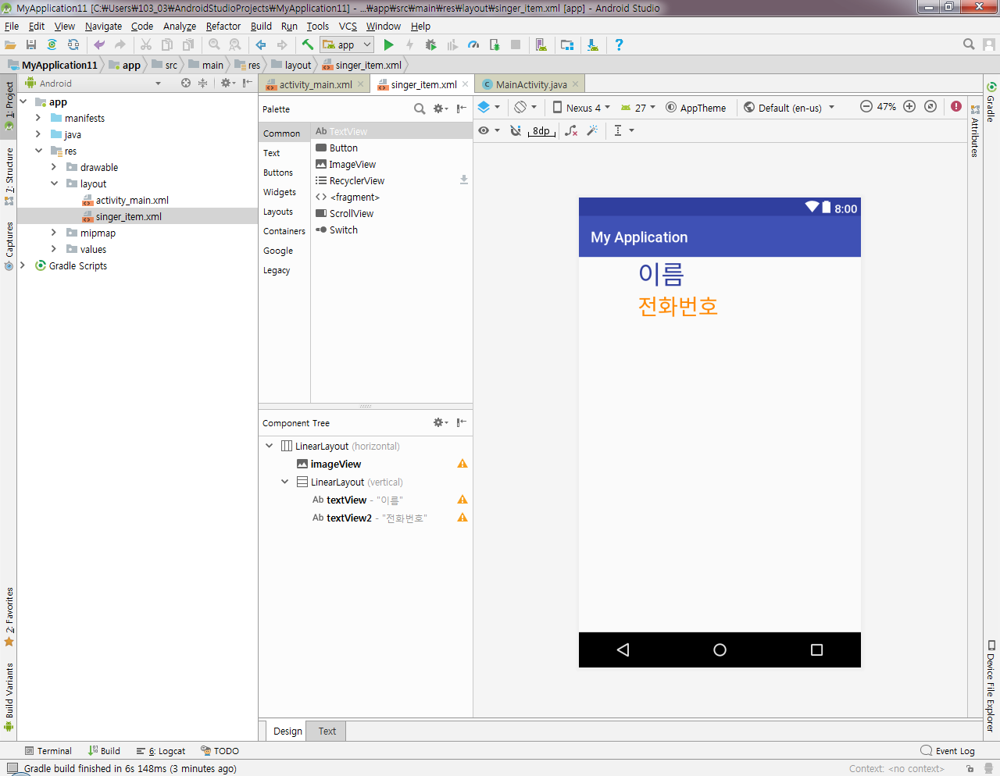 MyApplication11 [C:₩Users₩103_03₩AndroidStudioProjects₩MyApplication11] - ...₩app₩src₩main₩res₩layout₩singer_item.xml [app] - Android Studio
File Edit View Navigate Code Analyze Refactor Build Run Tools VCS Window Help
app
MyApplication11 app src main res layout singer_item.xml
1: Project
7: Structure
Captures
2: Favorites
Build Variants
Android
app
manifests
java
res
drawable
layout
activity_main.xml
singer_item.xml
mipmap
values
Gradle Scripts
activity_main.xml singer_item.xml MainActivity.java
Palette
Common
Text
Buttons
Widgets
Layouts
Containers
Google
Legacy
Ab TextView
Button
ImageView
RecyclerView
<fragment>
ScrollView
Switch
Component Tree
LinearLayout (horizontal)
imageView
LinearLayout (vertical)
Ab textView - "이름"
Ab textView2 - "전화번호"
Nexus 4 27 AppTheme Default (en-us) 47%
8dp
8:00
My Application
이름
전화번호
Attributes
Gradle
Device File Explorer
Design Text
Terminal Build 6: Logcat TODO Event Log
Gradle build finished in 6s 148ms (3 minutes ago) Context: <no context>